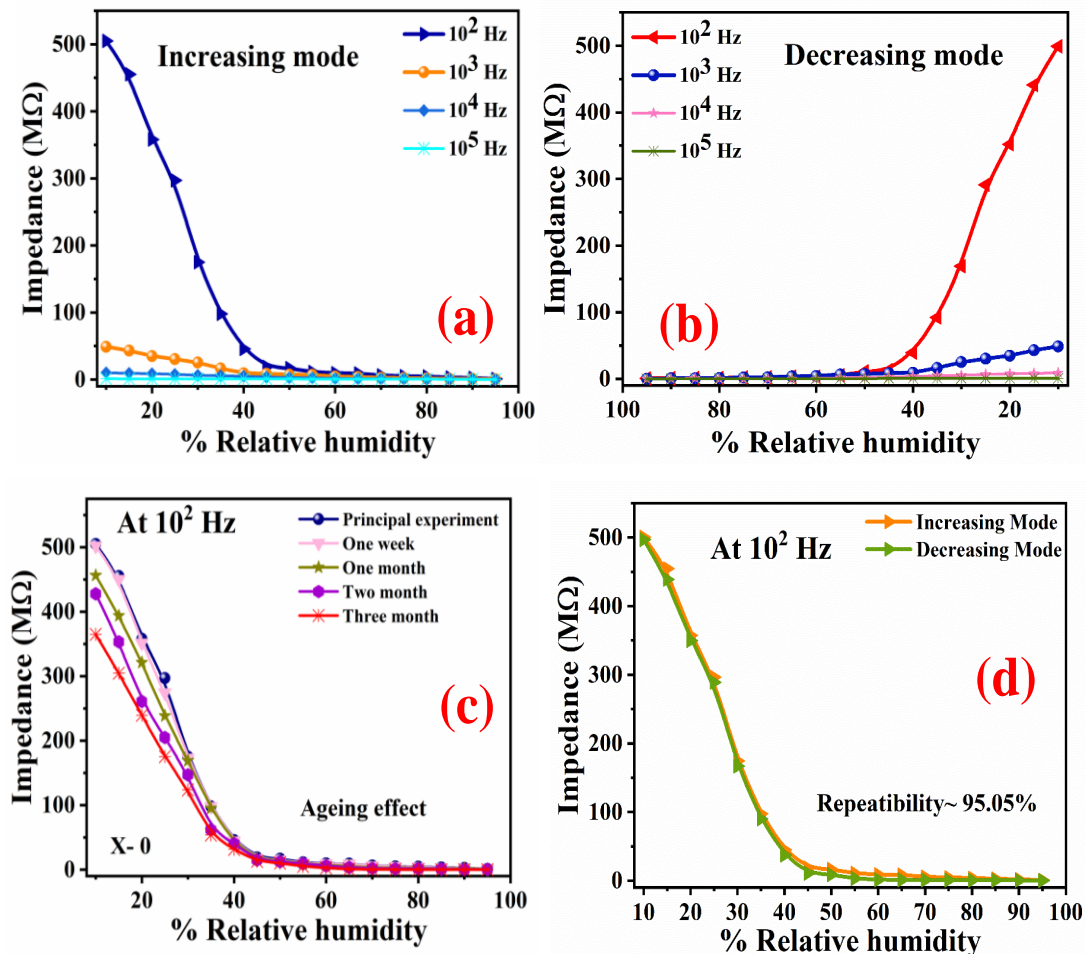 Increasing mode
10² Hz
10³ Hz
10⁴ Hz
10⁵ Hz
(a)
Impedance (MΩ)
500
400
300
200
100
0
20 40 60 80 100
% Relative humidity
Decreasing mode
10² Hz
10³ Hz
10⁴ Hz
10⁵ Hz
(b)
Impedance (MΩ)
500
400
300
200
100
0
100 80 60 40 20
% Relative humidity
At 10² Hz
Principal experiment
One week
One month
Two month
Three month
(c)
Ageing effect
X- 0
Impedance (MΩ)
500
400
300
200
100
0
20 40 60 80 100
% Relative humidity
At 10² Hz
Increasing Mode
Decreasing Mode
(d)
Repeatibility~ 95.05%
Impedance (MΩ)
500
400
300
200
100
0
10 20 30 40 50 60 70 80 90 100
% Relative humidity